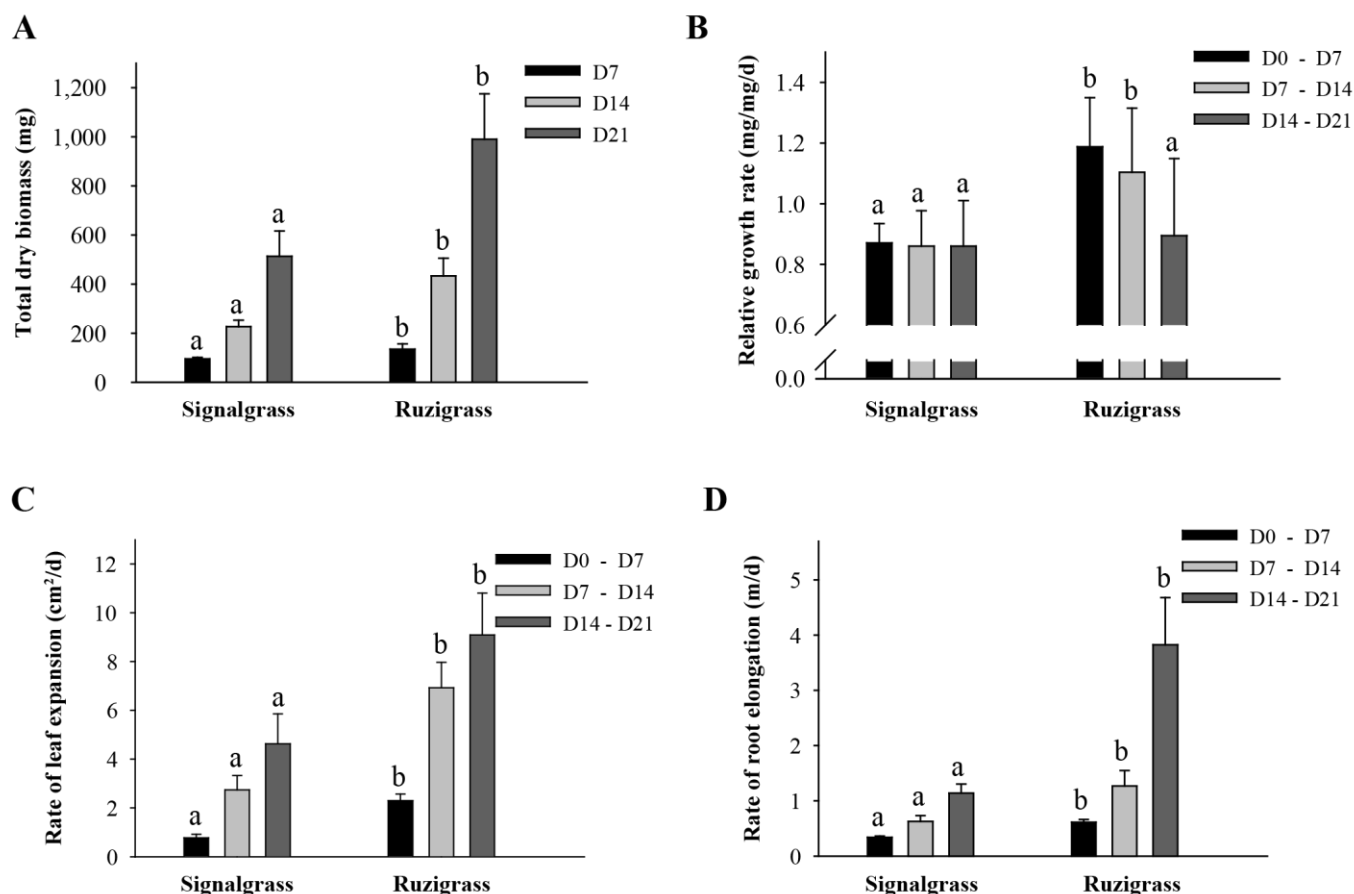 A
Total dry biomass (mg)
1,200
1,000
800
600
400
200
0
a
a
a
b
b
b
D7
D14
D21
Signalgrass
Ruzigrass
B
Relative growth rate (mg/mg/d)
1.4
1.2
1.0
0.8
0.6
0.0
a
a
a
b
b
a
D0 - D7
D7 - D14
D14 - D21
Signalgrass
Ruzigrass
C
Rate of leaf expansion (cm²/d)
12
10
8
6
4
2
0
a
a
a
b
b
b
D0 - D7
D7 - D14
D14 - D21
Signalgrass
Ruzigrass
D
Rate of root elongation (m/d)
5
4
3
2
1
0
a
a
a
b
b
b
D0 - D7
D7 - D14
D14 - D21
Signalgrass
Ruzigrass